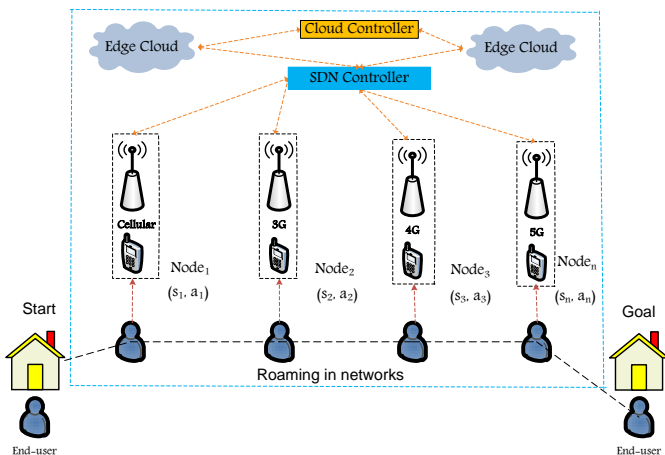 Cloud Controller
Edge Cloud
Edge Cloud
SDN Controller
Cellular
3G
4G
5G
Node1
(s1, a1)
Node2
(s2, a2)
Node3
(s3, a3)
Noden
(sn, an)
Start
Goal
Roaming in networks
End-user
End-user